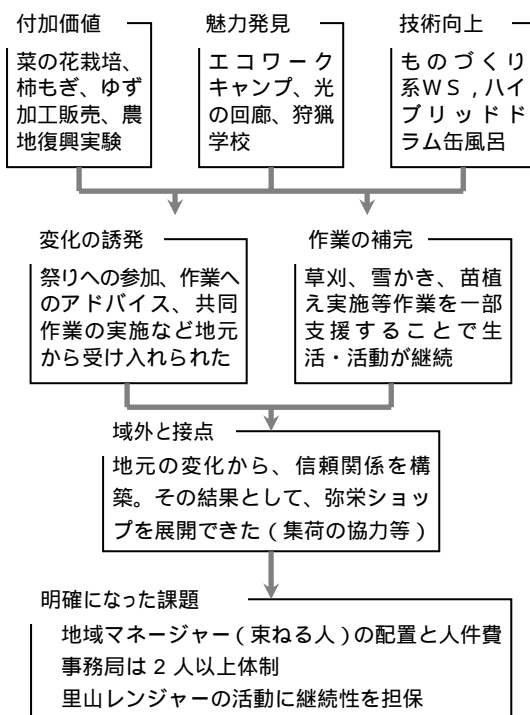 付加価値
菜の花栽培、
柿もぎ、ゆず
加工販売、農
地復興実験
魅力発見
エコワーク
キャンプ、光
の回廊、狩猟
学校
技術向上
ものづくり
系WS,ハイ
ブリッドド
ラム缶風呂
変化の誘発
祭りへの参加、作業へ
のアドバイス、共同
作業の実施など地元
から受け入れられた
作業の補完
草刈、雪かき、苗植
え実施等作業を一部
支援することで生
活・活動が継続
域外と接点
地元の変化から、信頼関係を構
築。その結果として、弥栄ショッ
プを展開できた(集荷の協力等)
明確になった課題
地域マネージャー(束ねる人)の配置と人件費
事務局は2人以上体制
里山レンジャーの活動に継続性を担保